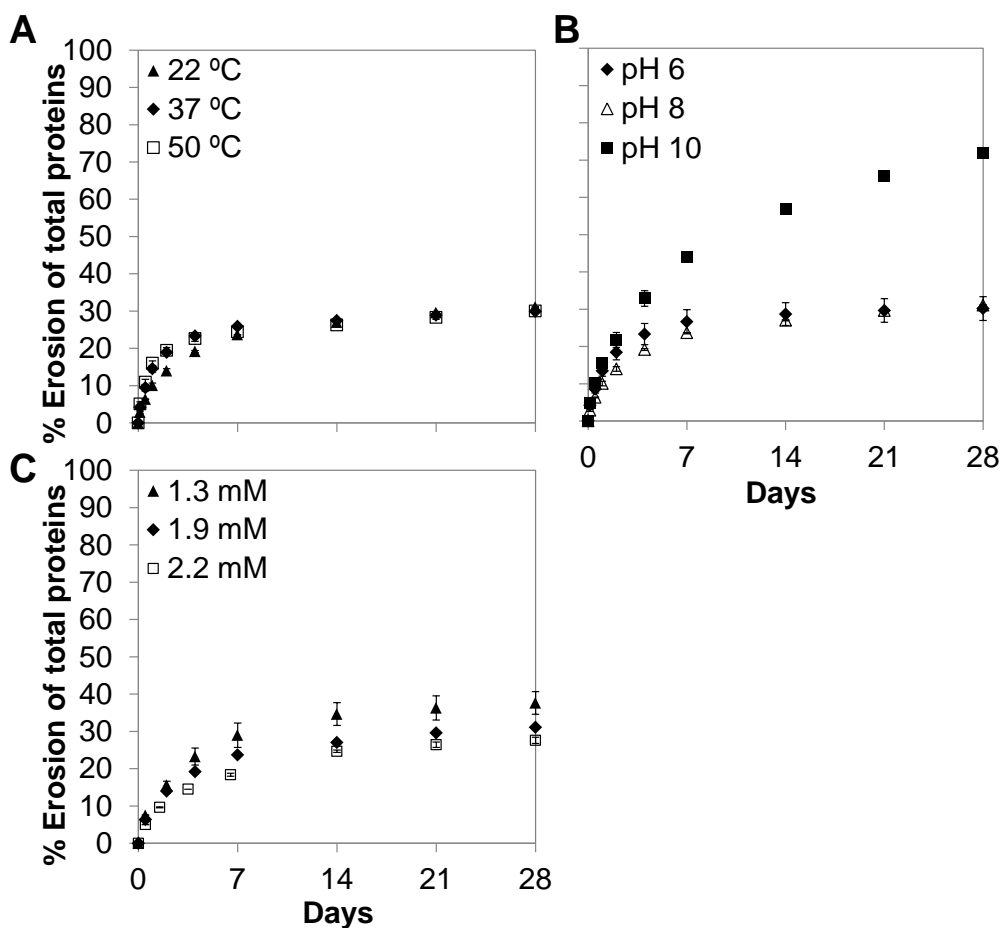 A
% Erosion of total proteins
100
90
80
70
60
50
40
30
20
10
0
22 ºC
37 ºC
50 ºC
B
pH 6
pH 8
pH 10
0 7 14 21 28
Days
C
% Erosion of total proteins
100
90
80
70
60
50
40
30
20
10
0
1.3 mM
1.9 mM
2.2 mM
0 7 14 21 28
Days